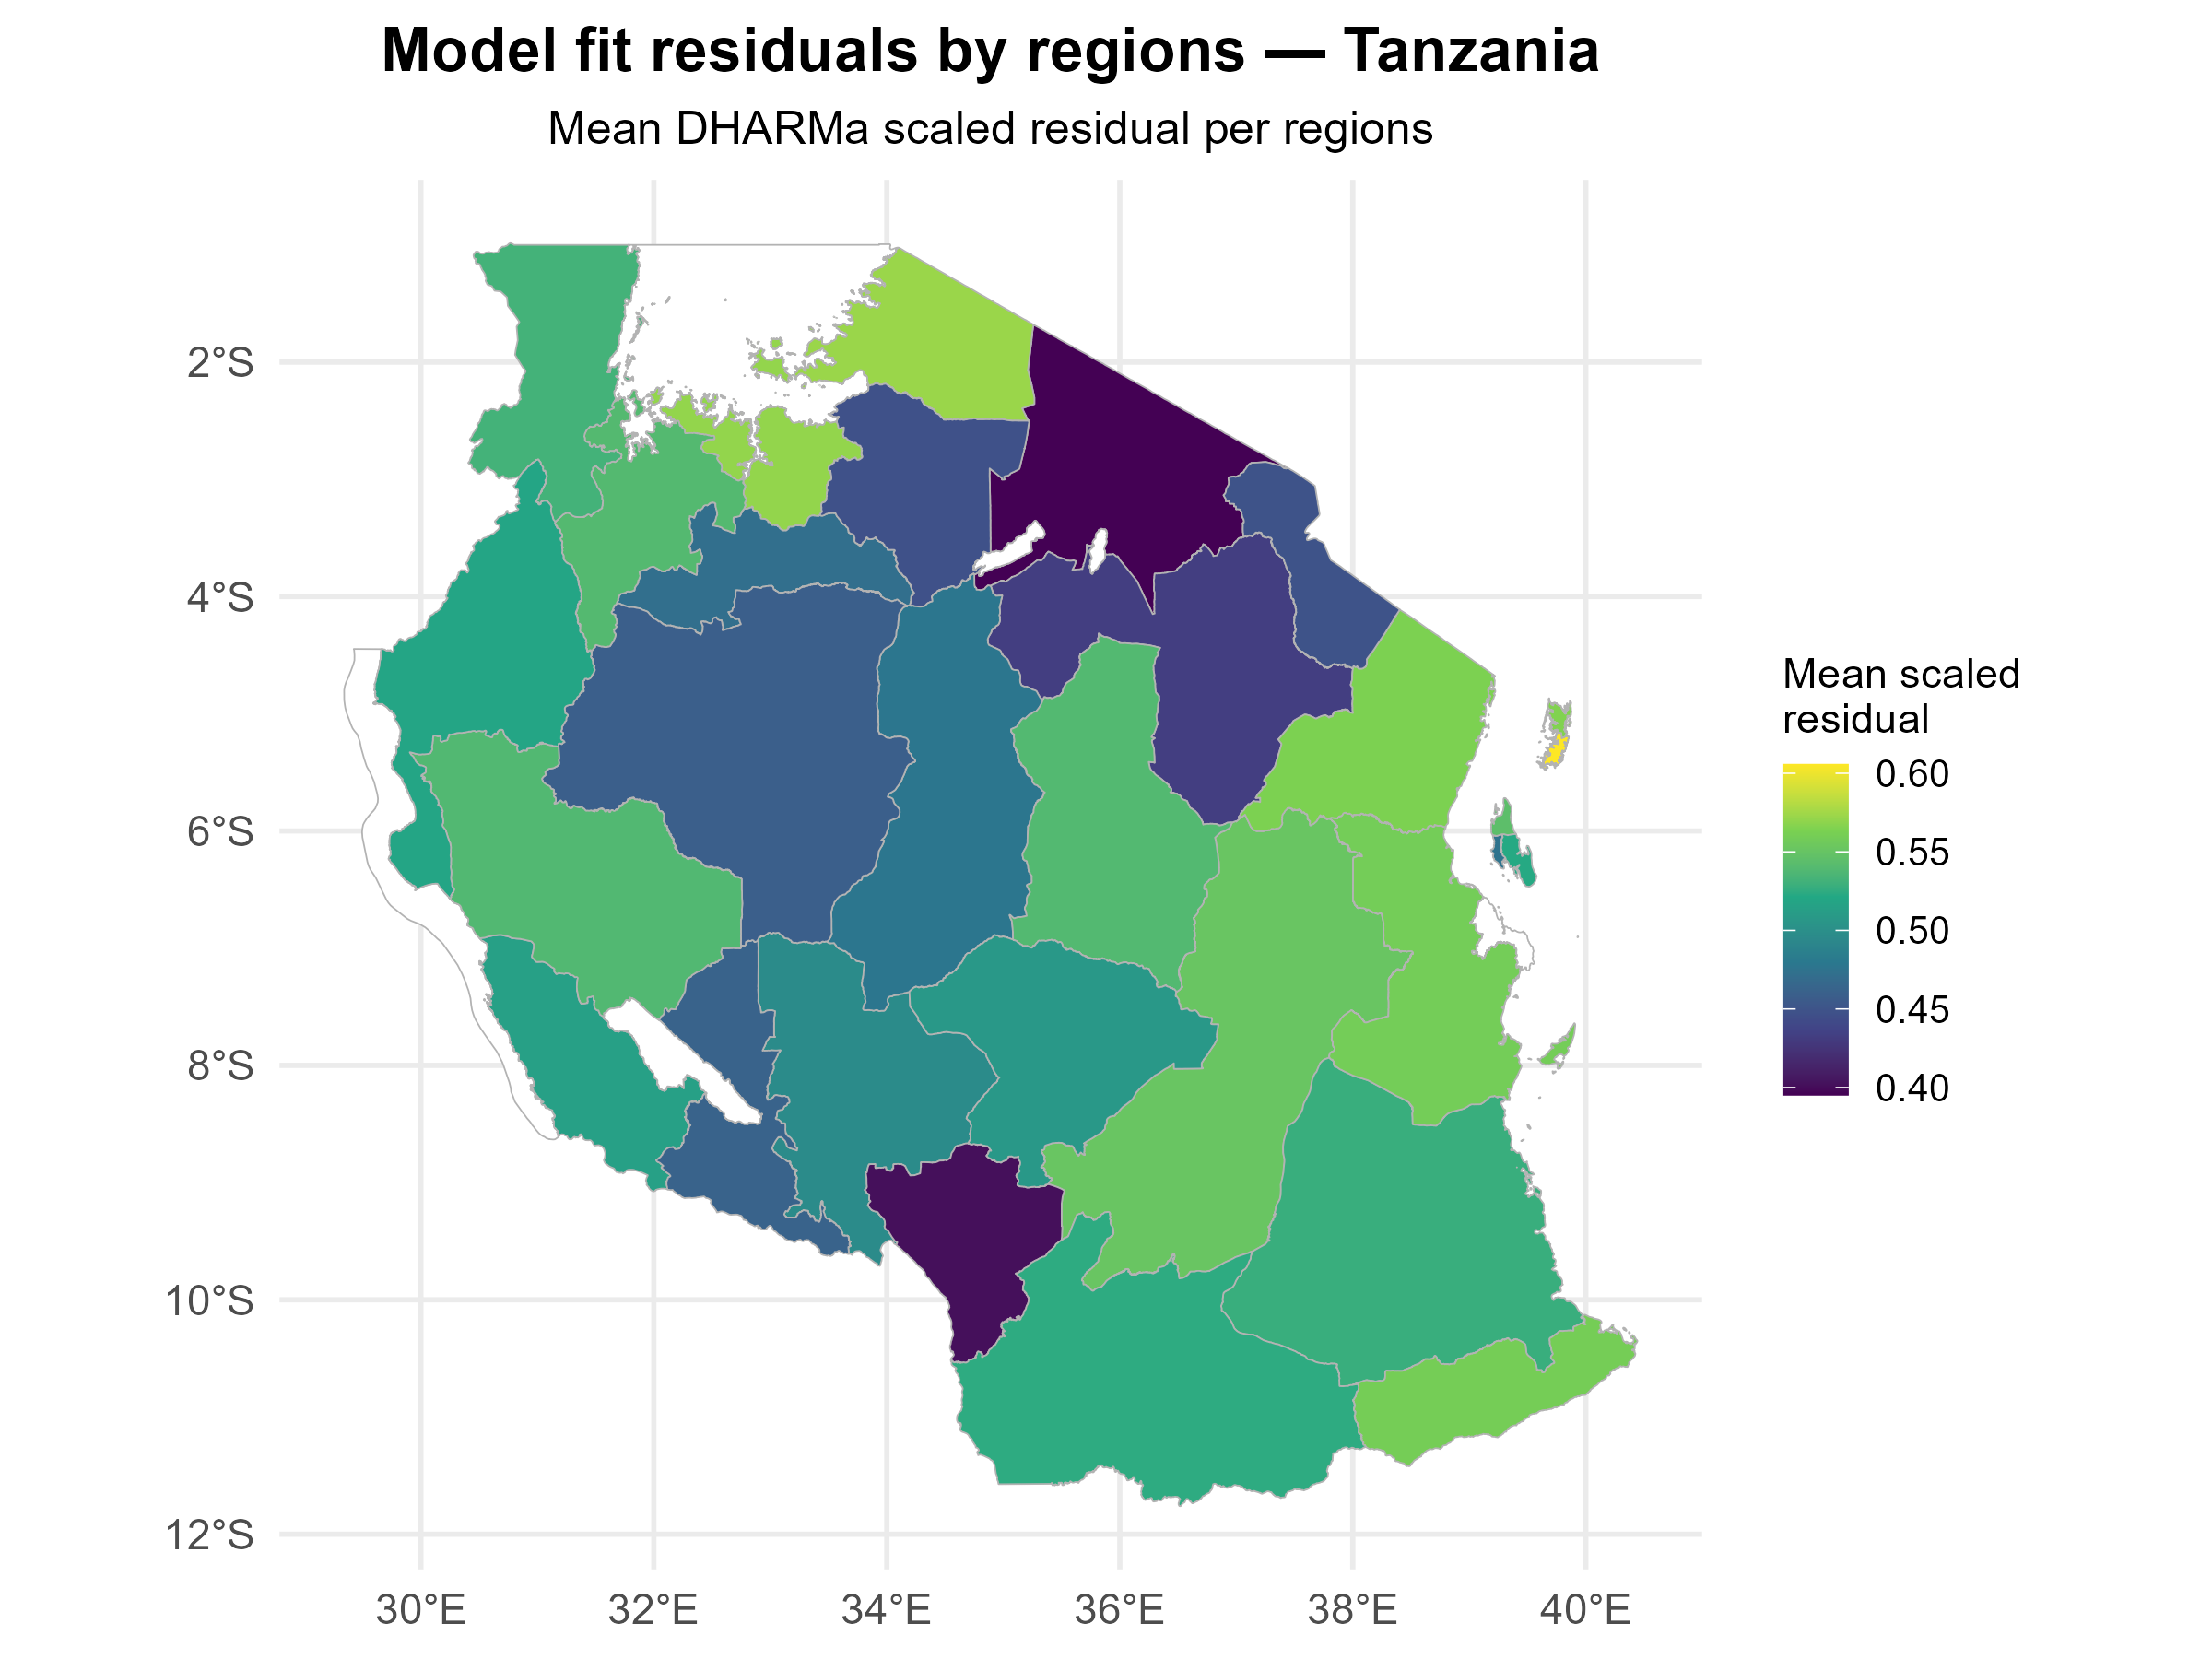 Model fit residuals by regions — Tanzania
Mean DHARMa scaled residual per regions
2°S
4°S
6°S
8°S
10°S
12°S
30°E
32°E
34°E
36°E
38°E
40°E
Mean scaled
residual
0.60
0.55
0.50
0.45
0.40